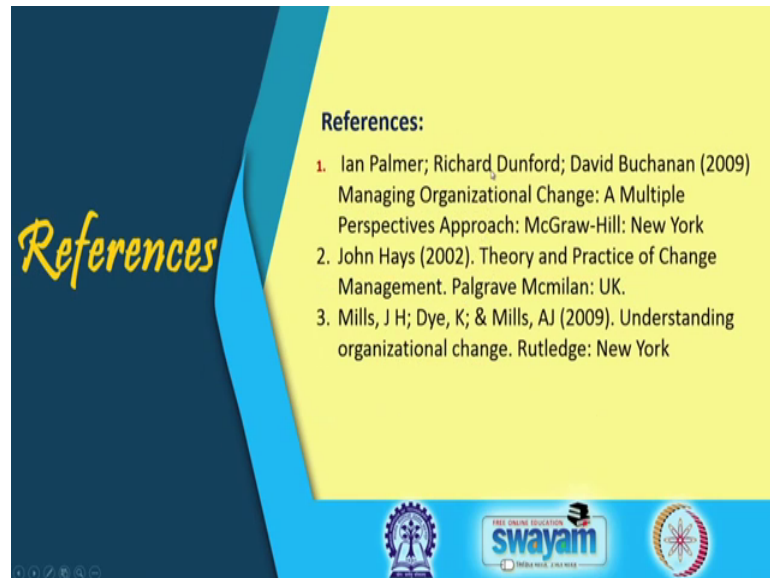 References
References:
1. Ian Palmer; Richard Dunford; David Buchanan (2009)
Managing Organizational Change: A Multiple
Perspectives Approach: McGraw-Hill: New York
2. John Hays (2002). Theory and Practice of Change
Management. Palgrave Mcmilan: UK.
3. Mills, J H; Dye, K; & Mills, AJ (2009). Understanding
organizational change. Rutledge: New York
FREE ONLINE EDUCATION
swayam